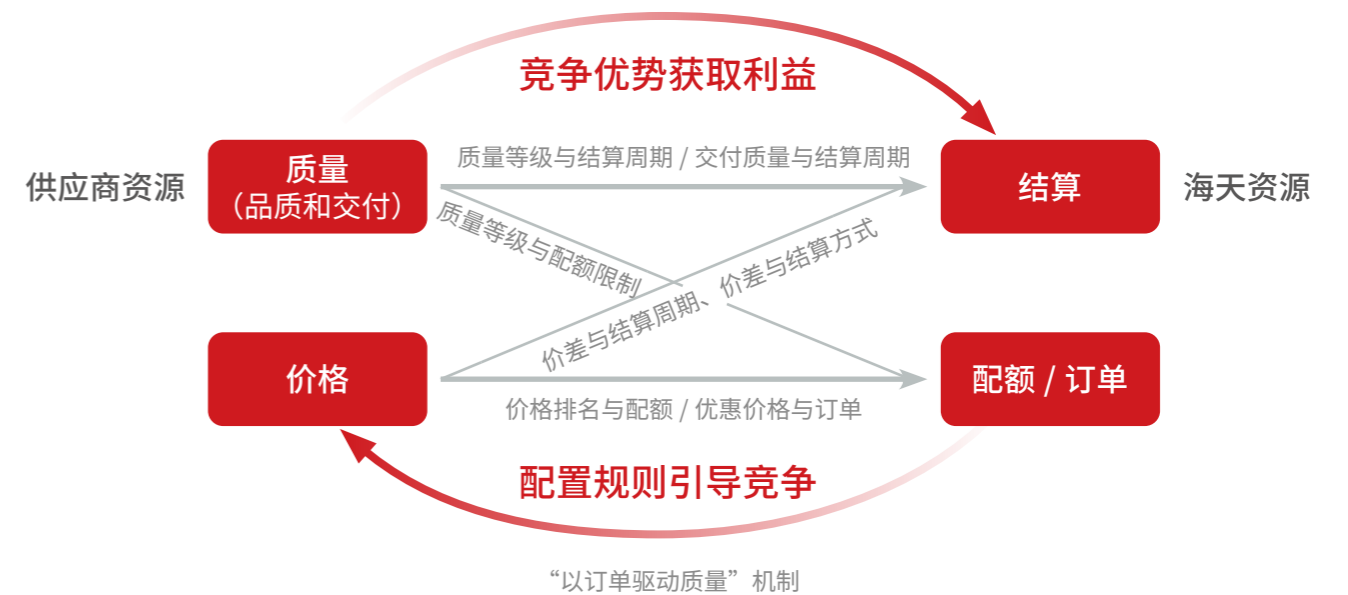 竞争优势获取利益
供应商资源
质量
（品质和交付）
质量等级与结算周期 / 交付质量与结算周期
结算
海天资源
质量等级与配额限制
价差与结算周期、价差与结算方式
价格
配额 / 订单
价格排名与配额 / 优惠价格与订单
配置规则引导竞争
“以订单驱动质量”机制